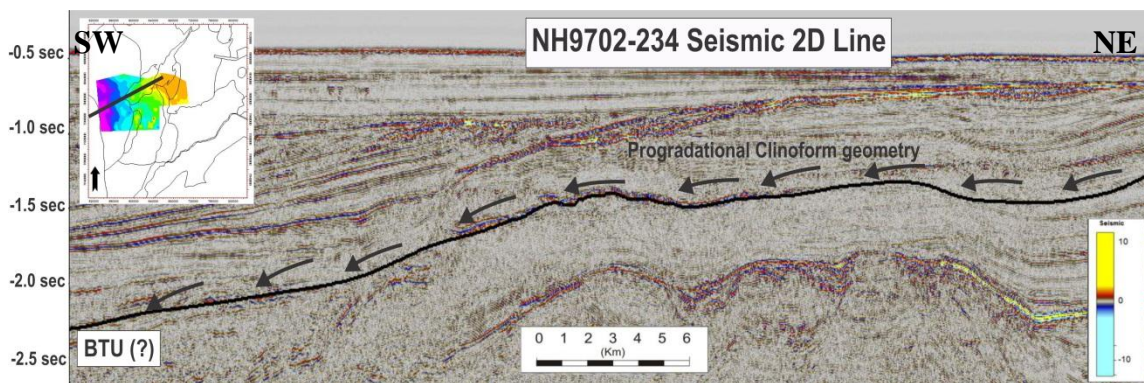 SW
NH9702-234 Seismic 2D Line
NE
-0.5 sec
-1.0 sec
-1.5 sec
-2.0 sec
-2.5 sec
Progradational Clinoform geometry
BTU (?)
0 1 2 3 4 5 6
(Km)
Seismic
10
0
-10